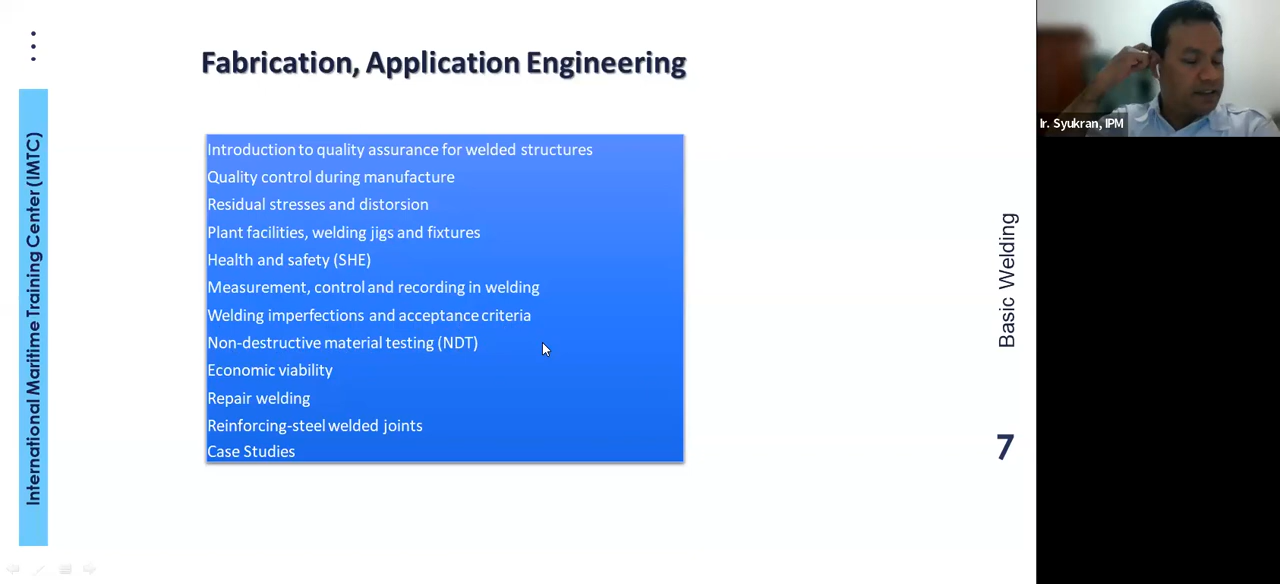 Fabrication, Application Engineering
International Maritime Training Center (IMTC)
Introduction to quality assurance for welded structures
Quality control during manufacture
Residual stresses and distorsion
Plant facilities, welding jigs and fixtures
Health and safety (SHE)
Measurement, control and recording in welding
Welding imperfections and acceptance criteria
Non-destructive material testing (NDT)
Economic viability
Repair welding
Reinforcing-steel welded joints
Case Studies
Basic Welding
7
Ir. Syukran, IPM